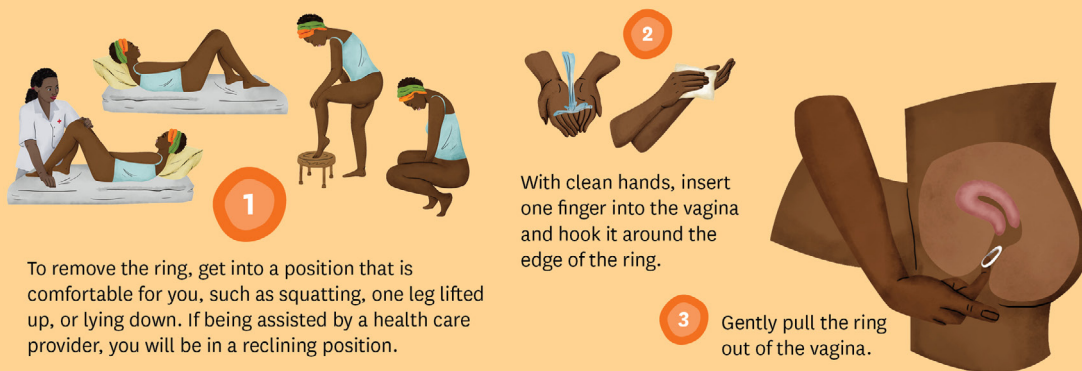 1
To remove the ring, get into a position that is
comfortable for you, such as squatting, one leg lifted
up, or lying down. If being assisted by a health care
provider, you will be in a reclining position.
2
With clean hands, insert
one finger into the vagina
and hook it around the
edge of the ring.
3
Gently pull the ring
out of the vagina.